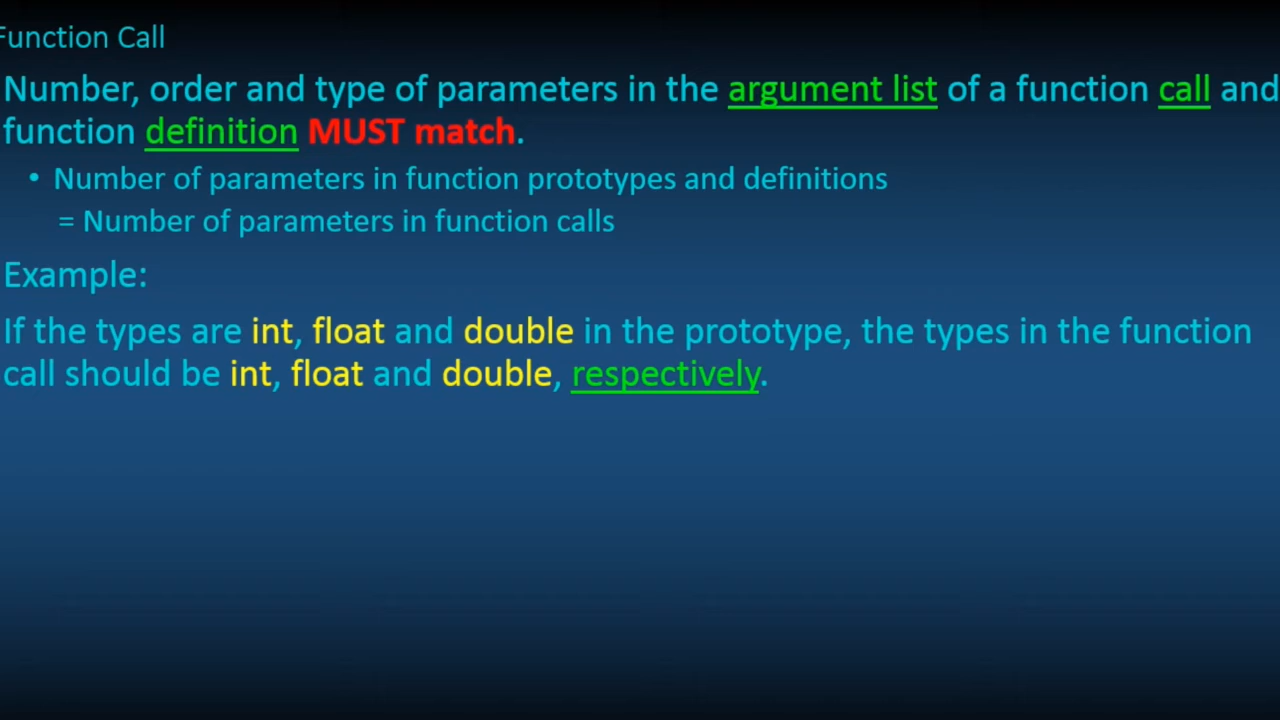 Function Call
Number, order and type of parameters in the argument list of a function call and
function definition MUST match.
• Number of parameters in function prototypes and definitions
= Number of parameters in function calls
Example:
If the types are int, float and double in the prototype, the types in the function
call should be int, float and double, respectively.